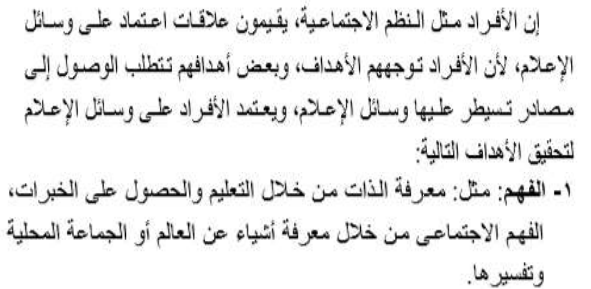 إن الأفراد مثل النظم الاجتماعية، يقيمون علاقات اعتماد على وسائل
الإعلام، لأن الأفراد توجههم الأهداف، وبعض أهدافهم تتطلب الوصول إلى
مصادر تسيطر عليها وسائل الإعلام، ويعتمد الأفراد على وسائل الإعلام
لتحقيق الأهداف التالية:
١- الفهم: مثل: معرفة الذات من خلال التعليم والحصول على الخبرات،
الفهم الاجتماعى من خلال معرفة أشياء عن العالم أو الجماعة المحلية
وتفسيرها.